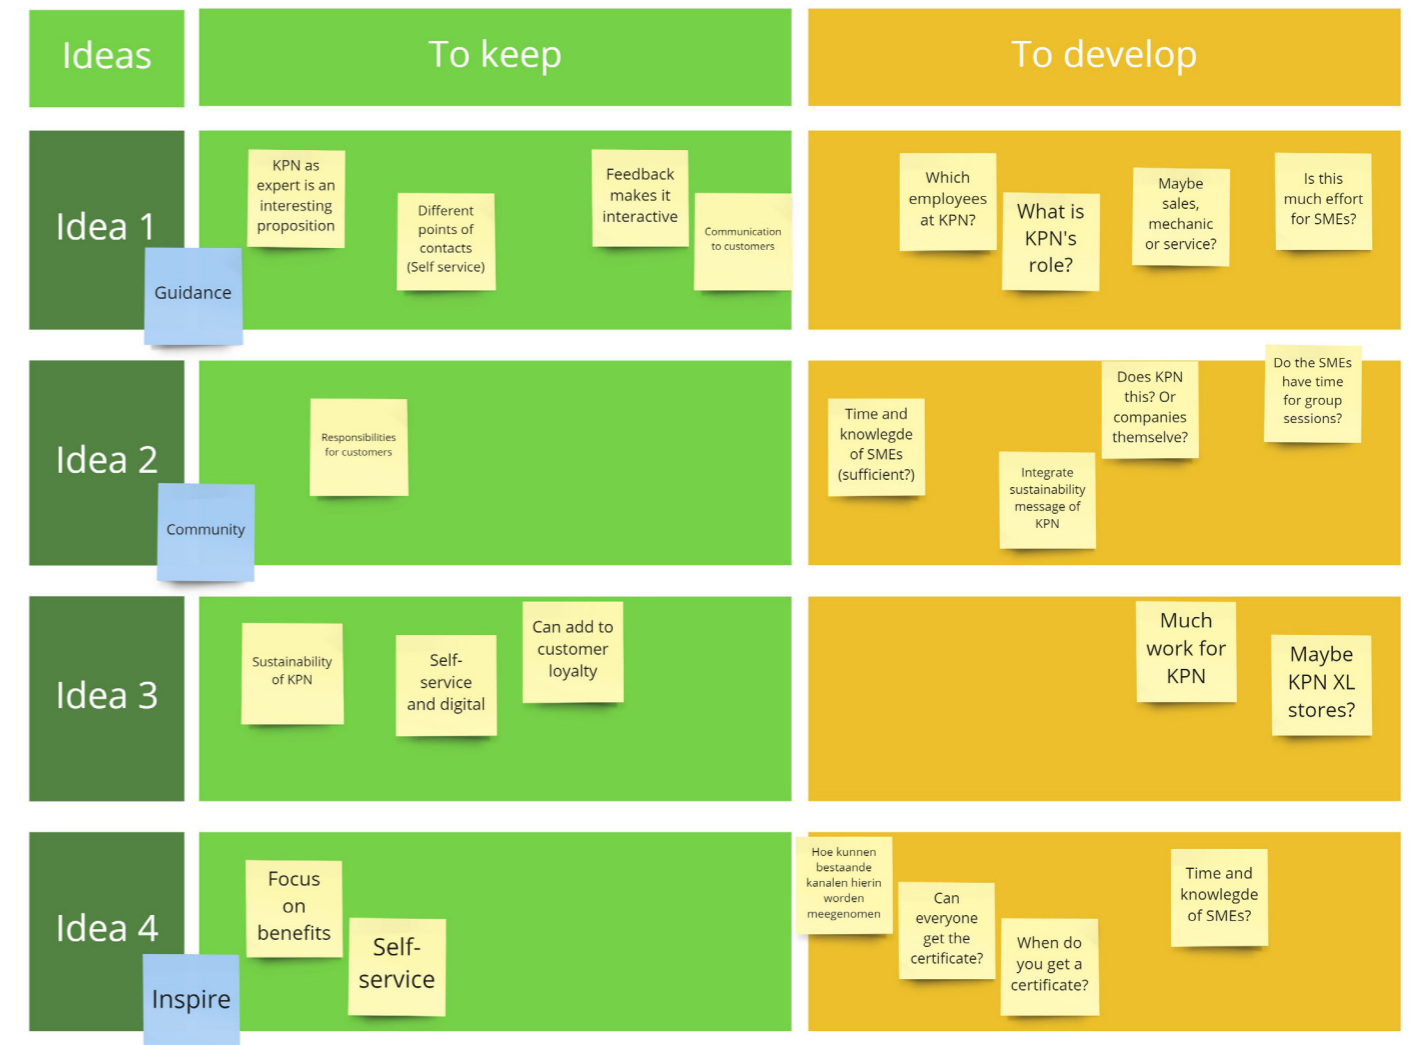 Ideas
To keep
To develop
Idea 1
Guidance
KPN as
expert is an
interesting
proposition
Different
points of
contacts
(Self service)
Feedback
makes it
interactive
Communication
to customers
Which
employees
at KPN?
What is
KPN's
role?
Maybe
sales,
mechanic
or service?
Is this
much effort
for SMEs?
Idea 2
Community
Responsibilities
for customers
Time and
knowlegde
of SMEs
(sufficient?)
Integrate
sustainability
message of
KPN
Does KPN
this? Or
companies
themselve?
Do the SMEs
have time
for group
sessions?
Idea 3
Sustainability
of KPN
Self-
service
and digital
Can add to
customer
loyalty
Much
work for
KPN
Maybe
KPN XL
stores?
Idea 4
Inspire
Focus
on
benefits
Self-
service
Hoe kunnen
bestaande
kanalen hierin
worden
meegenomen
Can
everyone
get the
certificate?
When do
you get a
certificate?
Time and
knowlegde
of SMEs?